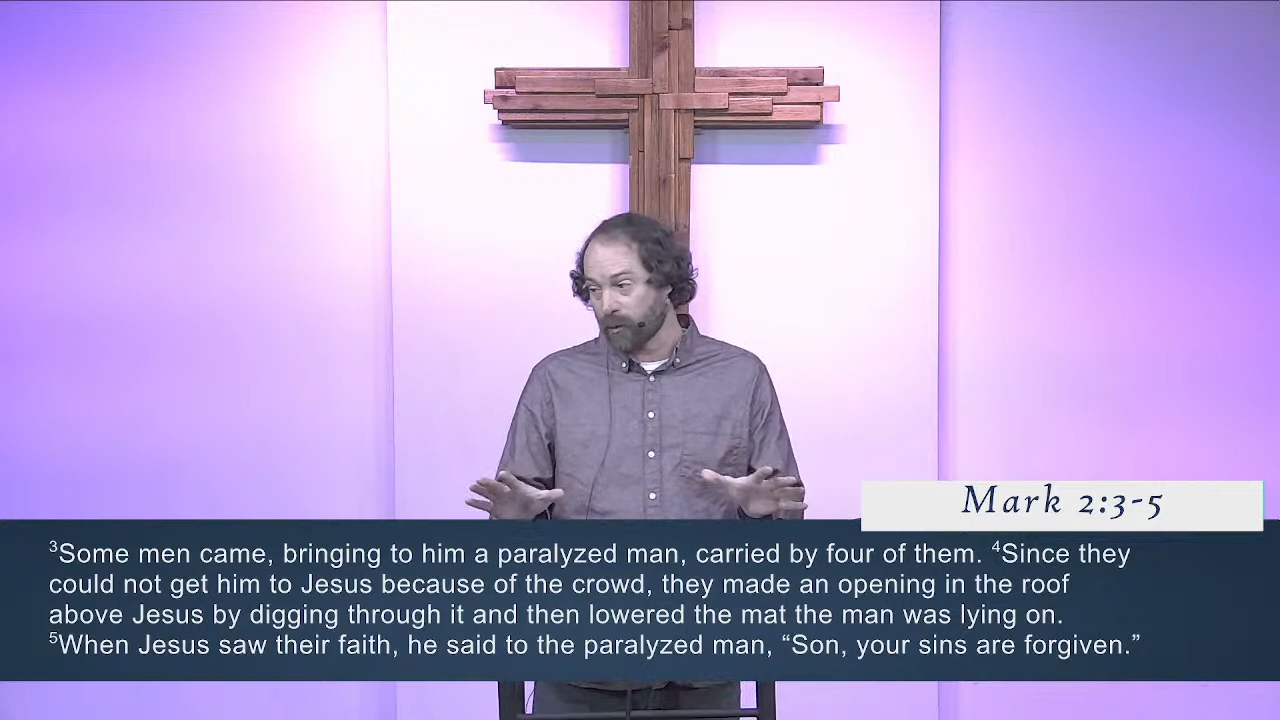 Mark 2:3-5
³Some men came, bringing to him a paralyzed man, carried by four of them. ⁴Since they
could not get him to Jesus because of the crowd, they made an opening in the roof
above Jesus by digging through it and then lowered the mat the man was lying on.
⁵When Jesus saw their faith, he said to the paralyzed man, “Son, your sins are forgiven.”